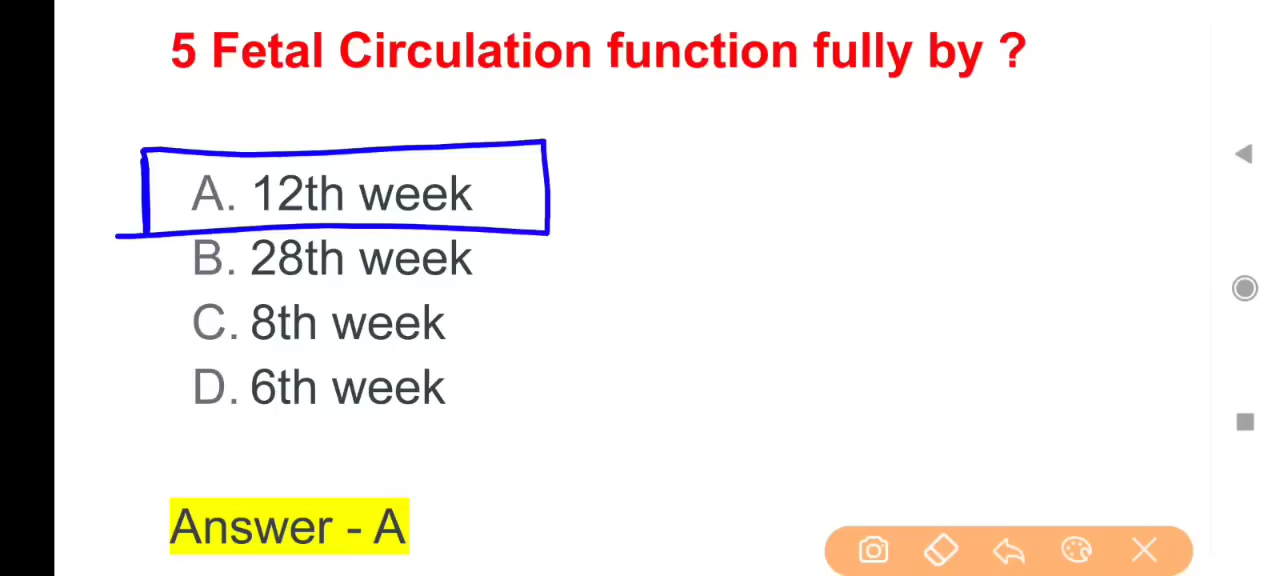 5 Fetal Circulation function fully by ?
A. 12th week
B. 28th week
C. 8th week
D. 6th week
Answer - A